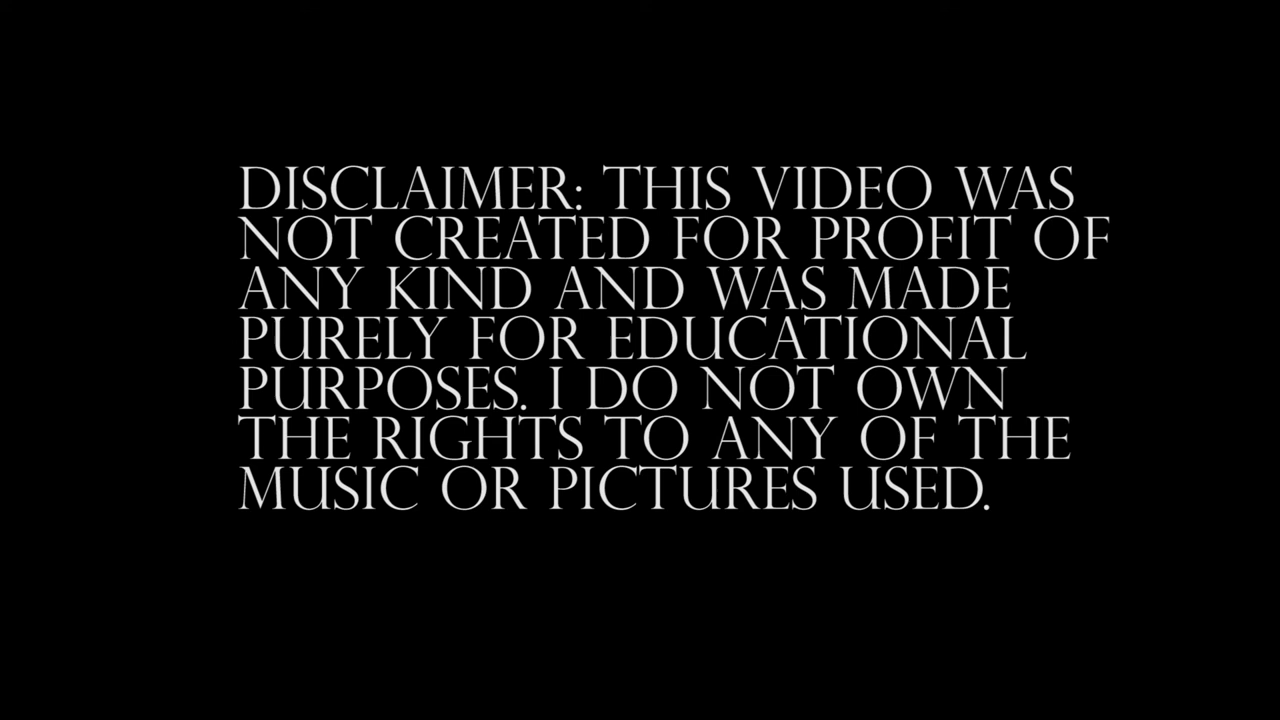 DISCLAIMER: THIS VIDEO WAS
NOT CREATED FOR PROFIT OF
ANY KIND AND WAS MADE
PURELY FOR EDUCATIONAL
PURPOSES. I DO NOT OWN
THE RIGHTS TO ANY OF THE
MUSIC OR PICTURES USED.